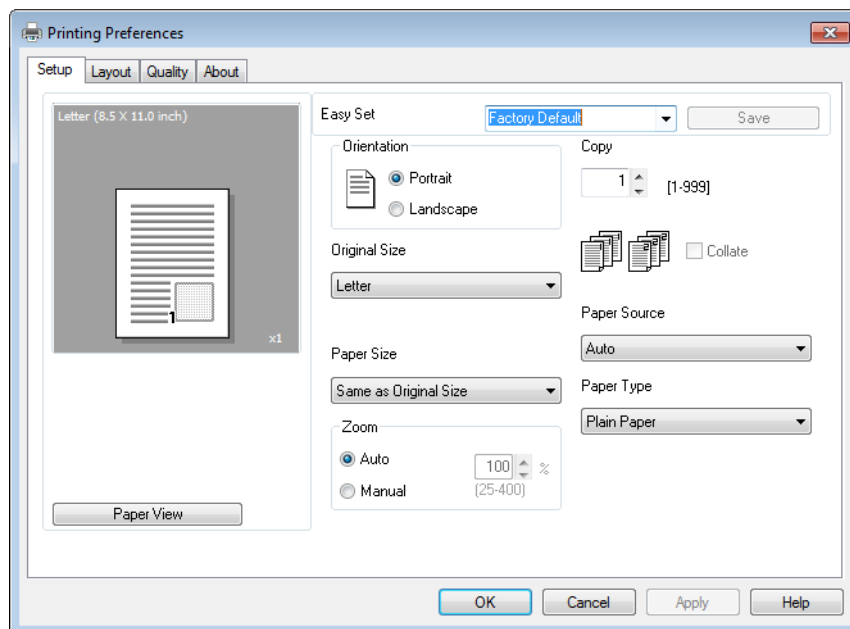 Printing Preferences
Setup Layout Quality About
Letter (8.5 X 11.0 inch)
1
x1
Paper View
Easy Set Factory Default Save
Orientation
Portrait
Landscape
Original Size
Letter
Paper Size
Same as Original Size
Zoom
Auto
Manual
100 %
(25-400)
Copy
1 [1-999]
Collate
Paper Source
Auto
Paper Type
Plain Paper
OK Cancel Apply Help